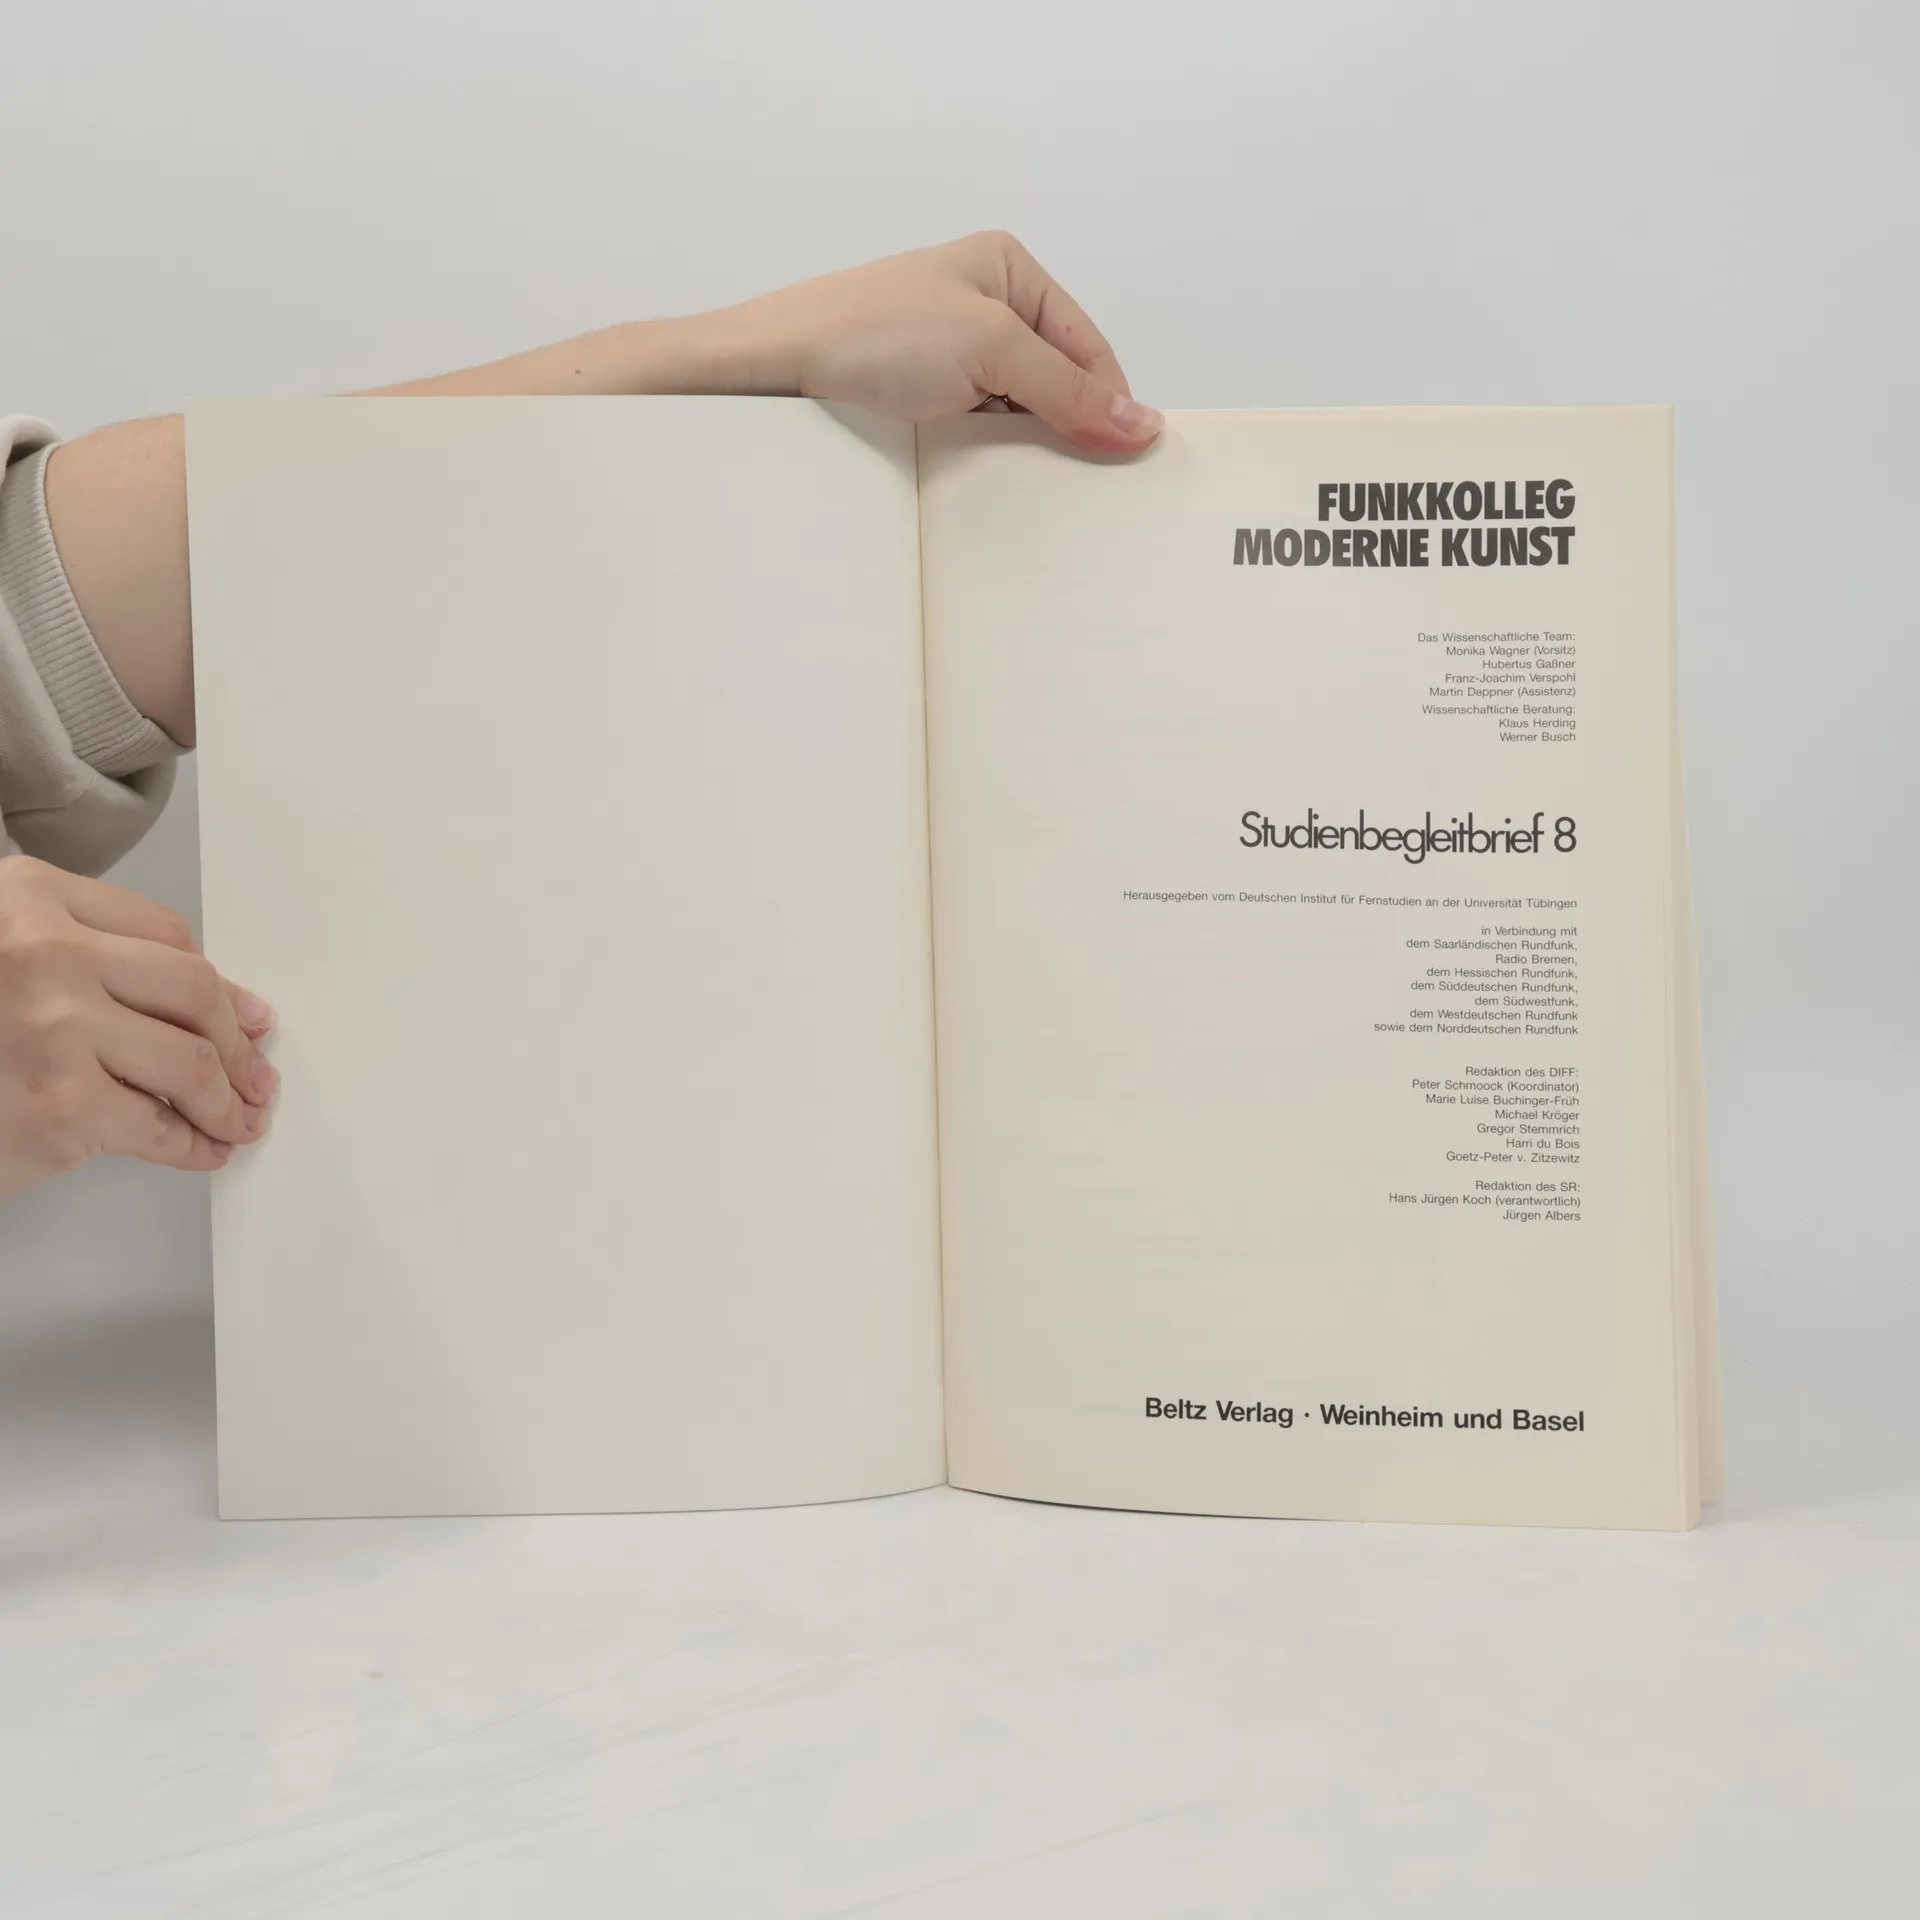 FUNKKOLLEG
MODERNE KUNST
Das Wissenschaftliche Team:
Monika Wagner (Vorsitz)
Hubertus Gaßner
Franz-Joachim Verspohl
Martin Deppner (Assistenz)
Wissenschaftliche Beratung:
Klaus Herding
Werner Busch
Studienbegleitbrief 8
Herausgegeben vom Deutschen Institut für Fernstudien an der Universität Tübingen
in Verbindung mit
dem Saarländischen Rundfunk,
Radio Bremen,
dem Hessischen Rundfunk,
dem Süddeutschen Rundfunk,
dem Südwestfunk,
dem Westdeutschen Rundfunk
sowie dem Norddeutschen Rundfunk
Redaktion des DIFF:
Peter Schmoock (Koordinator)
Marie Luise Buchinger-Früh
Michael Kröger
Gregor Stemmrich
Harri du Bois
Goetz-Peter v. Zitzewitz
Redaktion des SR:
Hans Jürgen Koch (verantwortlich)
Jürgen Albers
Beltz Verlag · Weinheim und Basel